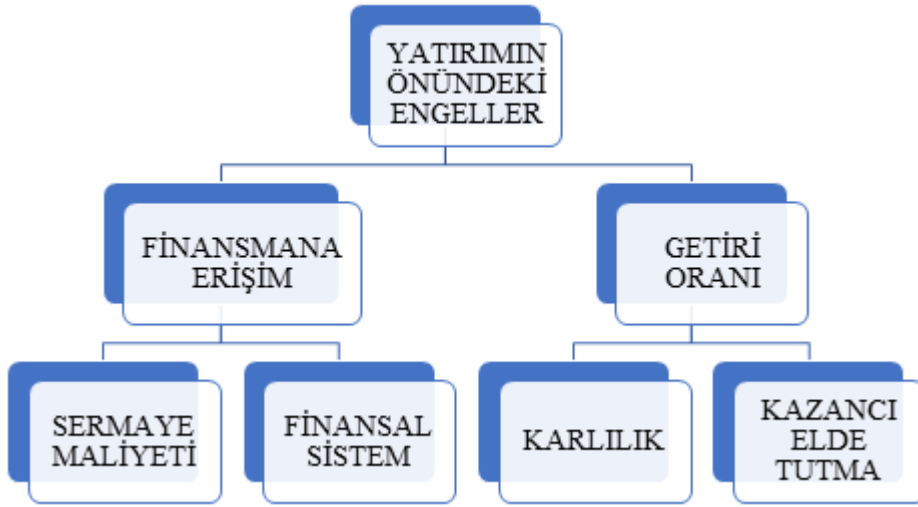 YATIRIMIN
ÖNÜNDEKİ
ENGELLER
FİNANSMANA
ERİŞİM
GETİRİ
ORANI
SERMAYE
MALİYETİ
FİNANSAL
SİSTEM
KARLILIK
KAZANCI
ELDE
TUTMA